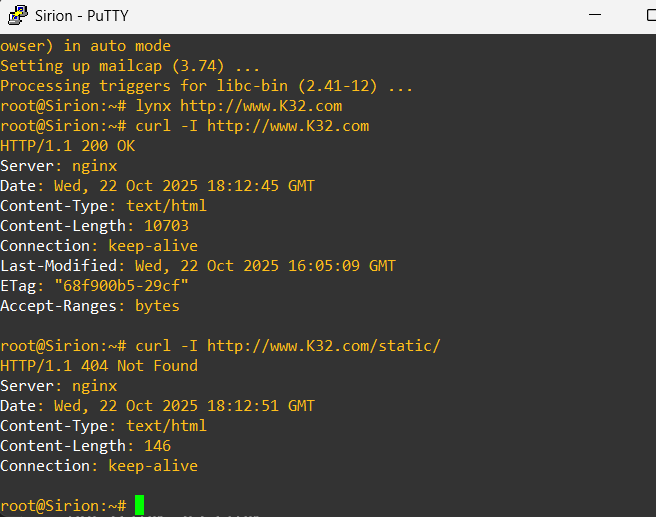 Sirion - PuTTY
owser) in auto mode
Setting up mailcap (3.74) ...
Processing triggers for libc-bin (2.41-12) ...
root@Sirion:~# lynx http://www.K32.com
root@Sirion:~# curl -I http://www.K32.com
HTTP/1.1 200 OK
Server: nginx
Date: Wed, 22 Oct 2025 18:12:45 GMT
Content-Type: text/html
Content-Length: 10703
Connection: keep-alive
Last-Modified: Wed, 22 Oct 2025 16:05:09 GMT
ETag: "68f900b5-29cf"
Accept-Ranges: bytes
root@Sirion:~# curl -I http://www.K32.com/static/
HTTP/1.1 404 Not Found
Server: nginx
Date: Wed, 22 Oct 2025 18:12:51 GMT
Content-Type: text/html
Content-Length: 146
Connection: keep-alive
root@Sirion:~#